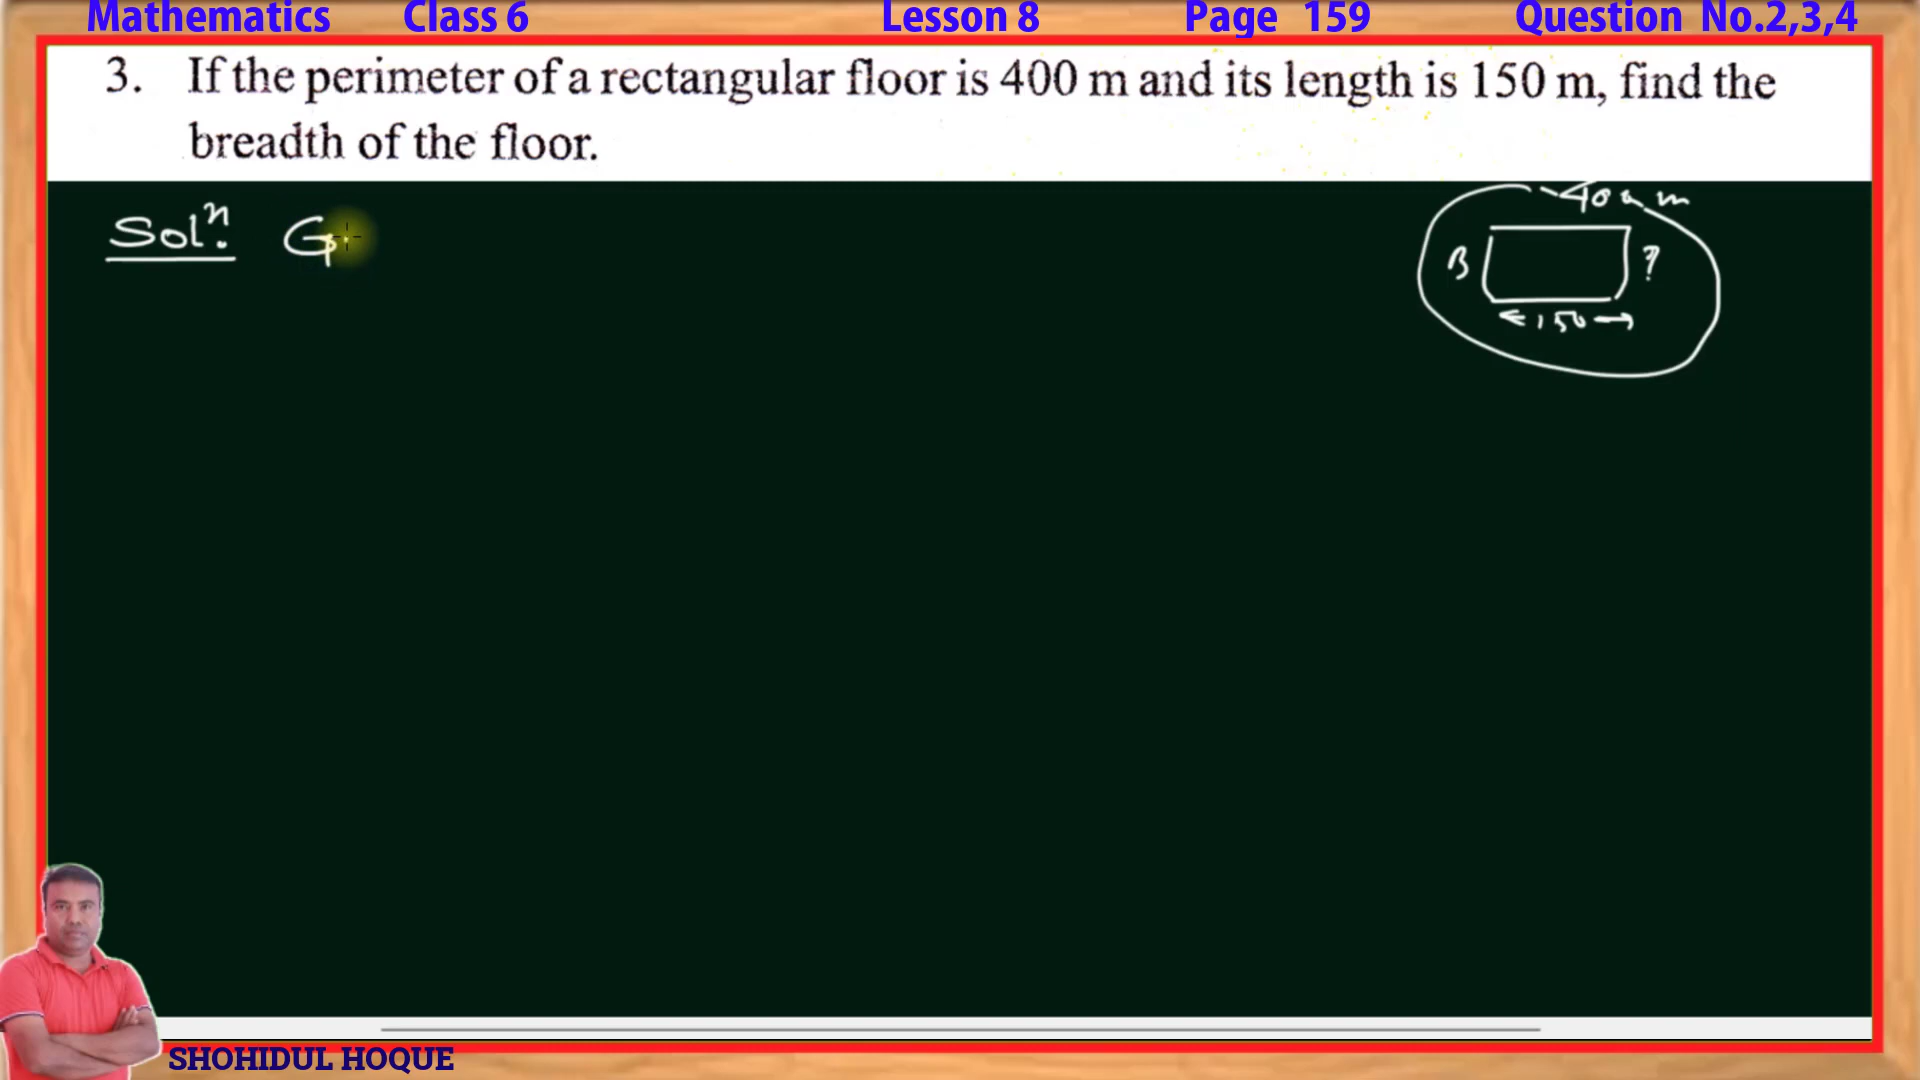 Mathematics Class 6 Lesson 8 Page 159 Question No.2,3,4
3. If the perimeter of a rectangular floor is 400 m and its length is 150 m, find the
breadth of the floor.
400 m
Solⁿ. G
B ?
150
SHOHIDUL HOQUE